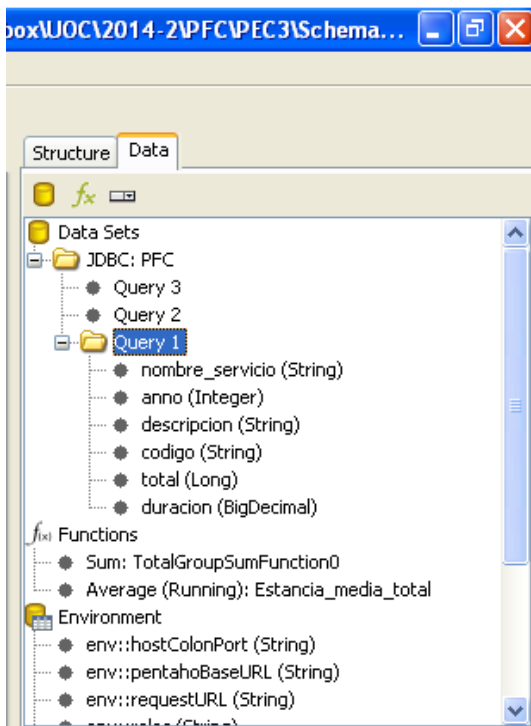 box\UOC\2014-2\PFC\PEC3\Schema...
Structure Data
fx
Data Sets
JDBC: PFC
Query 3
Query 2
Query 1
nombre_servicio (String)
anno (Integer)
descripcion (String)
codigo (String)
total (Long)
duracion (BigDecimal)
f(x) Functions
Sum: TotalGroupSumFunction0
Average (Running): Estancia_media_total
Environment
env::hostColonPort (String)
env::pentahoBaseURL (String)
env::requestURL (String)